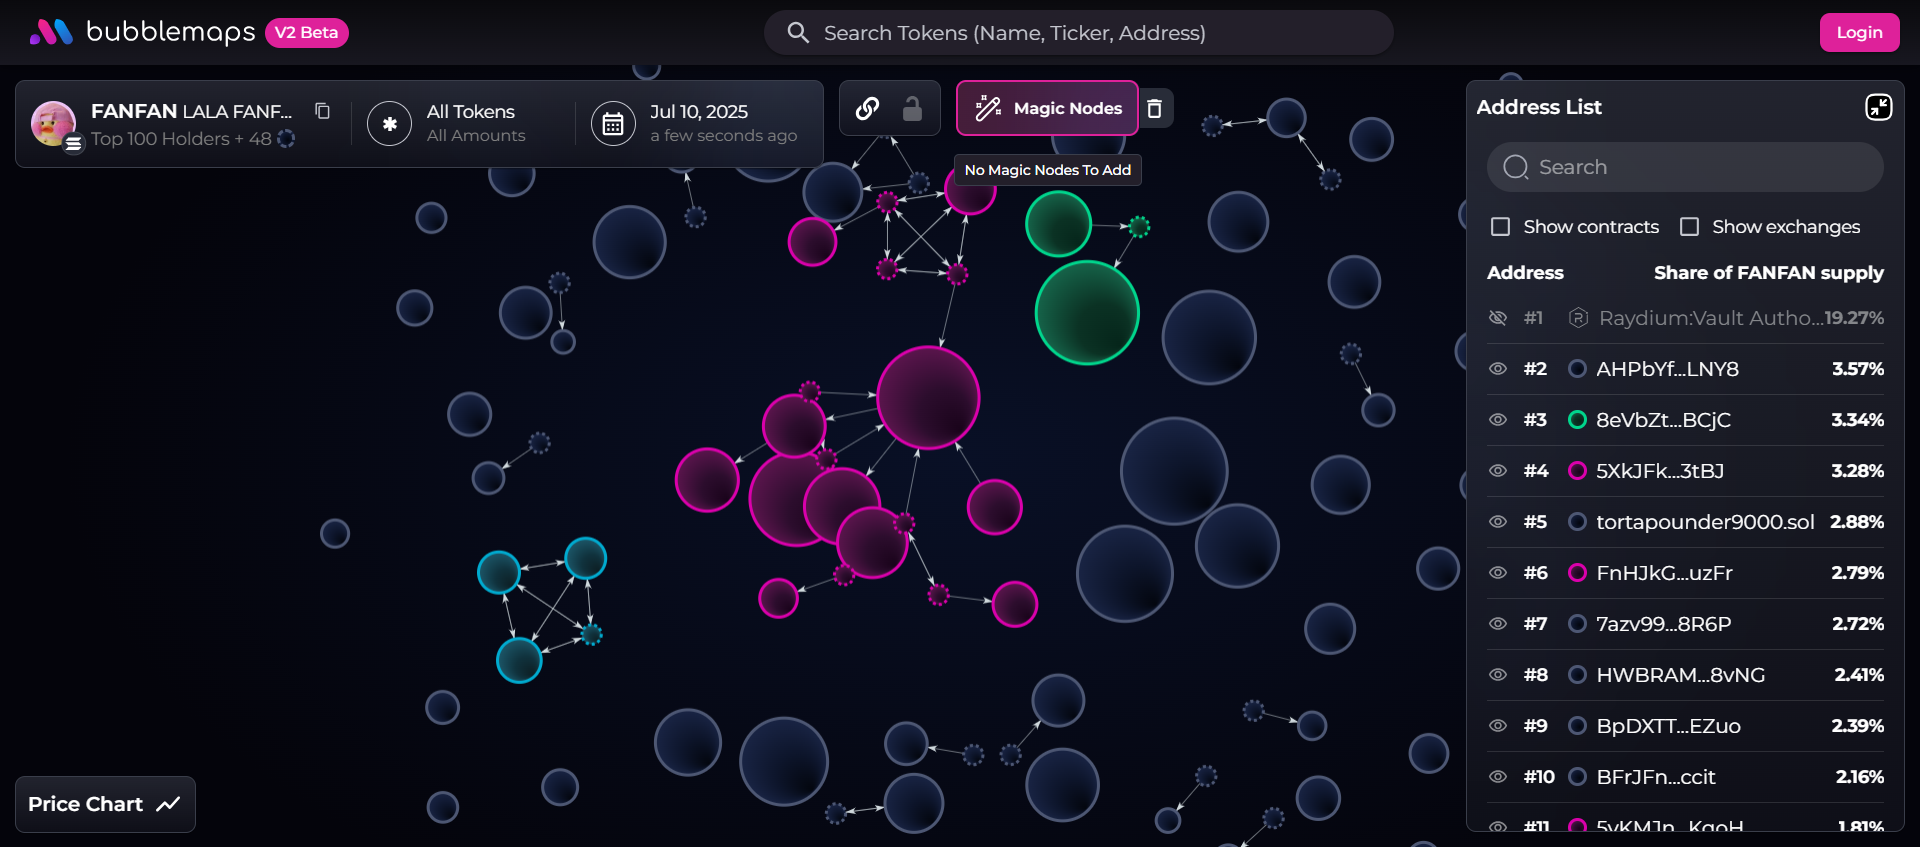 bubblemaps V2 Beta
Search Tokens (Name, Ticker, Address)
Login
FANFAN LALA FANF...
Top 100 Holders + 48
All Tokens
All Amounts
Jul 10, 2025
a few seconds ago
Magic Nodes
No Magic Nodes To Add
Address List
Search
Show contracts Show exchanges
Address Share of FANFAN supply
#1 Raydium:Vault Autho... 19.27%
#2 AHPbYf...LNY8 3.57%
#3 8eVbZt...BCjC 3.34%
#4 5XkJFk...3tBJ 3.28%
#5 tortapounder9000.sol 2.88%
#6 FnHJkG...uzFr 2.79%
#7 7azv99...8R6P 2.72%
#8 HWBRAM...8vNG 2.41%
#9 BpDXTT...EZuo 2.39%
#10 BFrJFn...ccit 2.16%
#11 1.81%
Price Chart